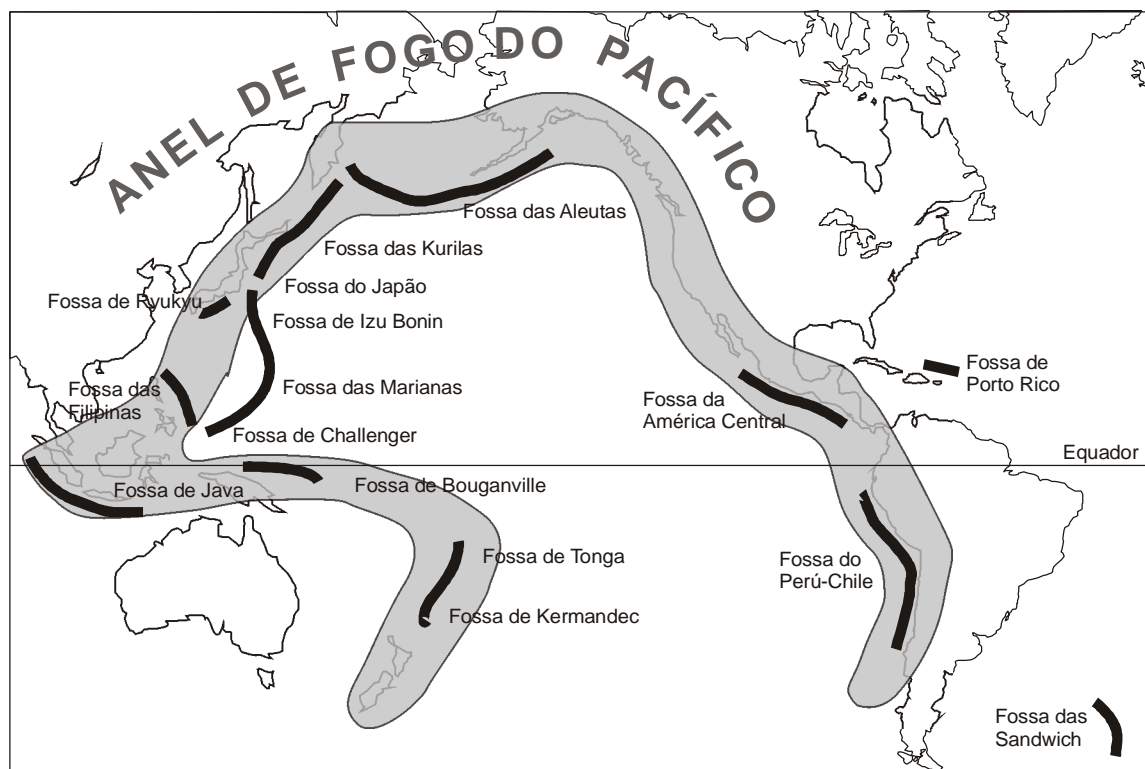 ANEL DE FOGO DO PACÍFICO
Fossa das Aleutas
Fossa das Kurilas
Fossa do Japão
Fossa de Ryukyu
Fossa de Izu Bonin
Fossa das Marianas
Fossa das
Filipinas
Fossa de Challenger
Fossa da
América Central
Fossa de
Porto Rico
Equador
Fossa de Java
Fossa de Bouganville
Fossa de Tonga
Fossa do
Perú-Chile
Fossa de Kermandec
Fossa das
Sandwich